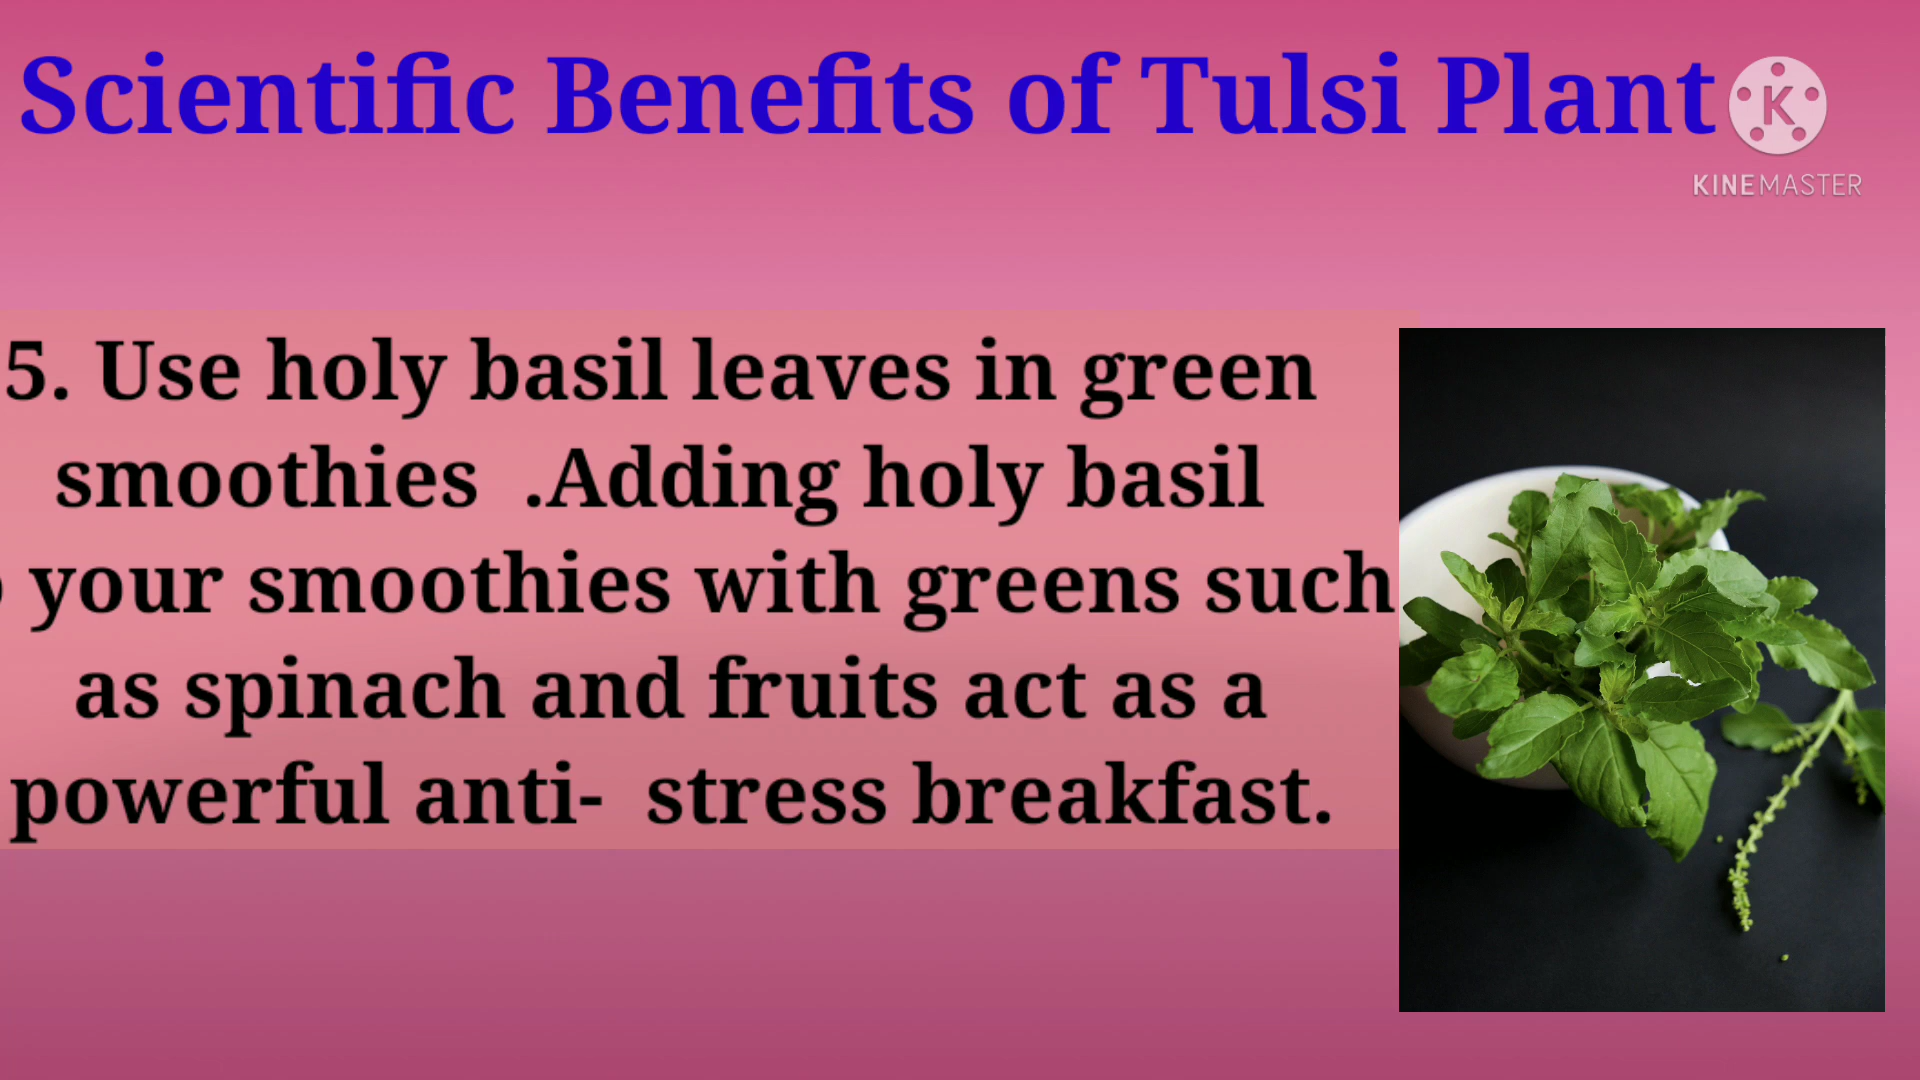 Scientific Benefits of Tulsi Plant
K
KINEMASTER
5. Use holy basil leaves in green
smoothies .Adding holy basil
your smoothies with greens such
as spinach and fruits act as a
powerful anti- stress breakfast.